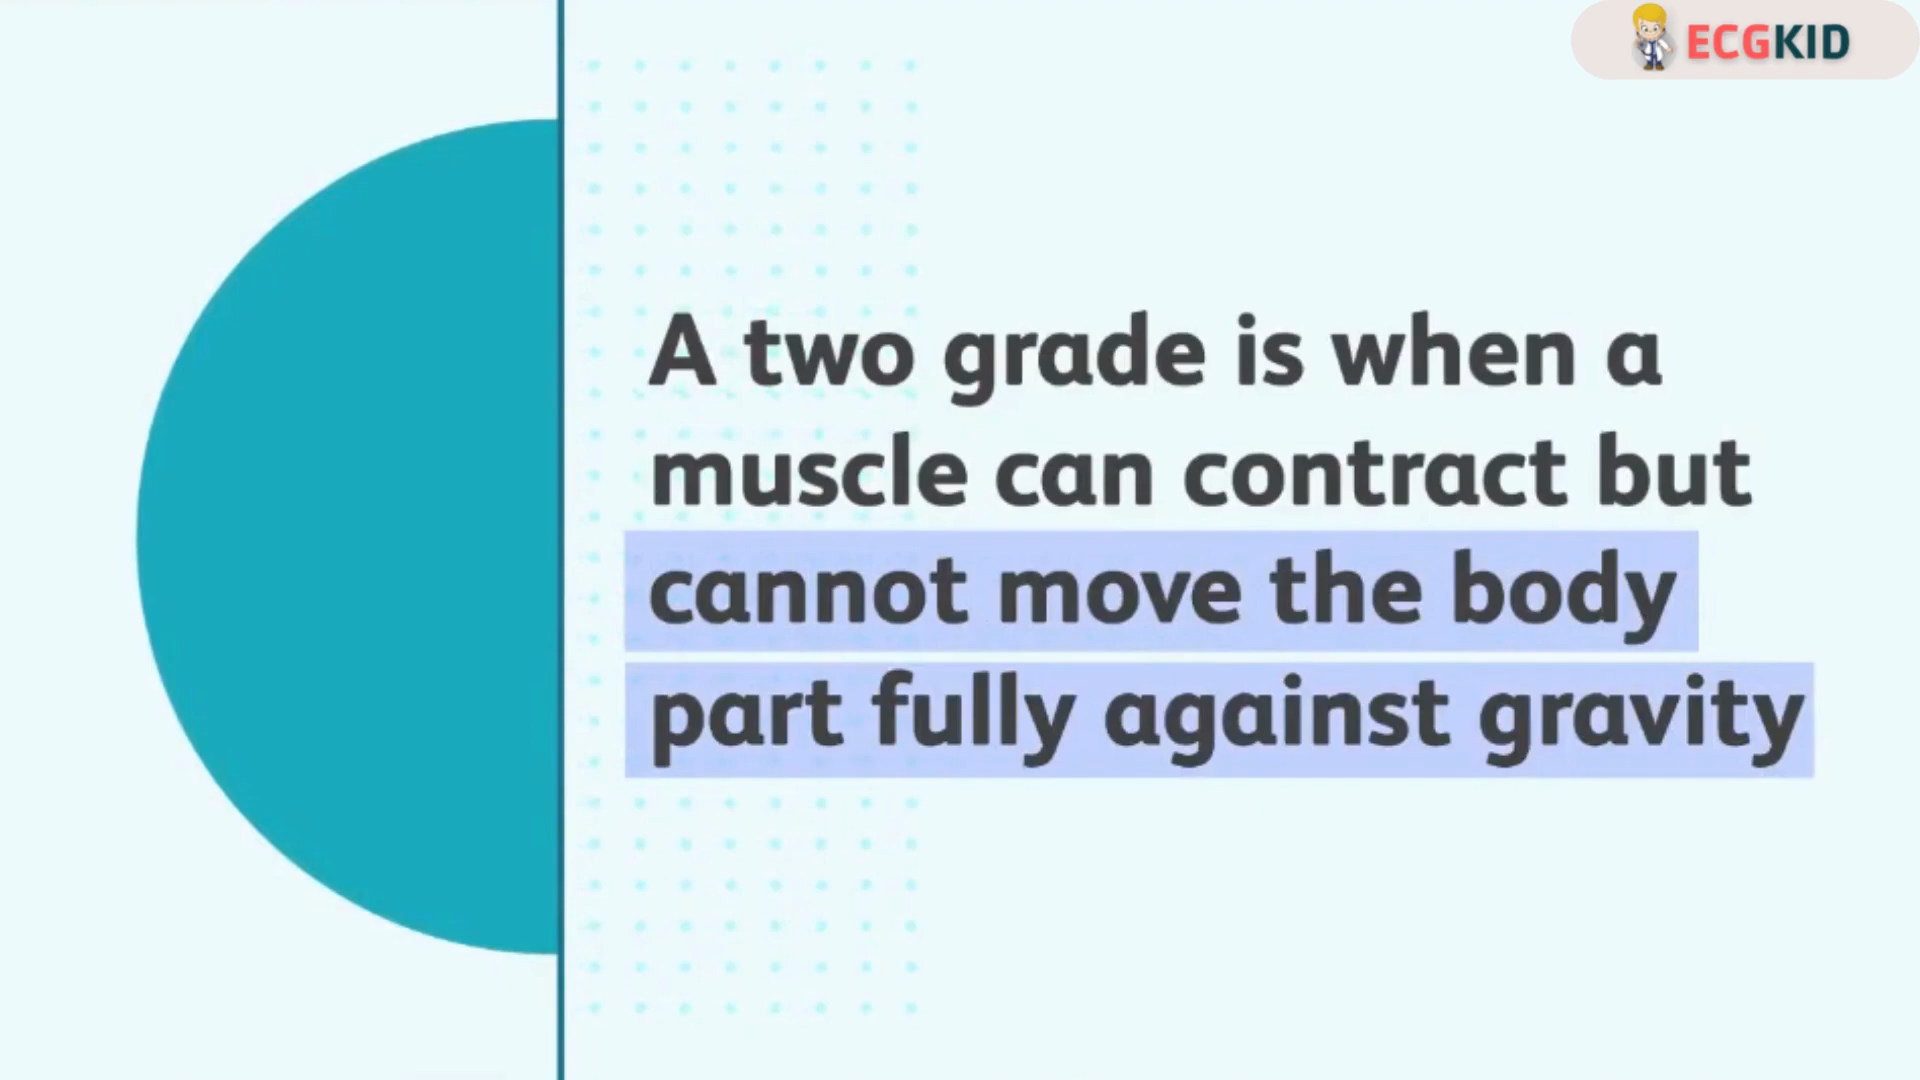 ECGKID
A two grade is when a
muscle can contract but
cannot move the body
part fully against gravity